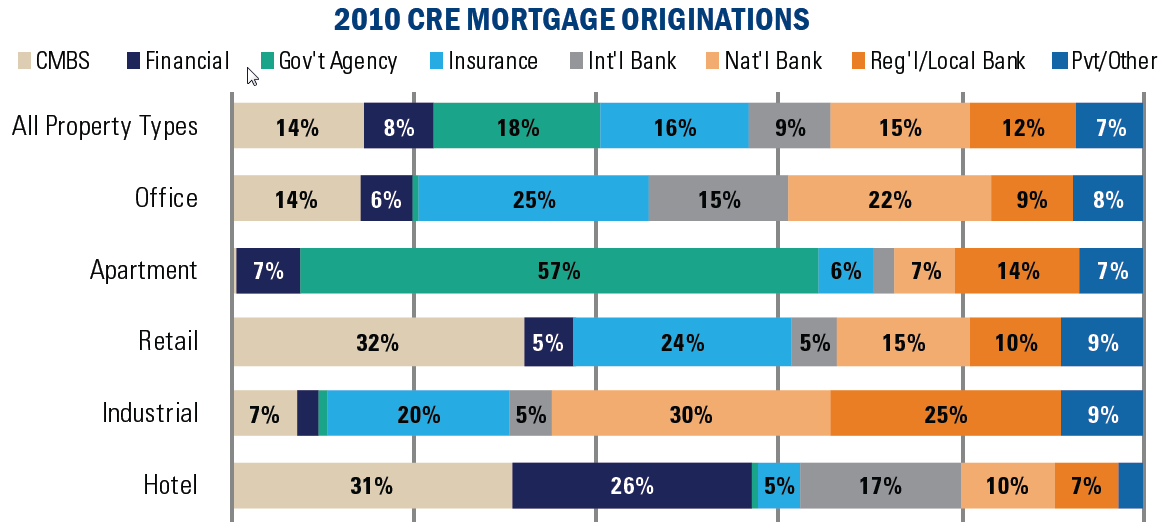 2010 CRE MORTGAGE ORIGINATIONS
CMBS Financial Gov't Agency Insurance Int'l Bank Nat'l Bank Reg'l/Local Bank Pvt/Other
All Property Types 14% 8% 18% 16% 9% 15% 12% 7%
Office 14% 6% 25% 15% 22% 9% 8%
Apartment 7% 57% 6% 7% 14% 7%
Retail 32% 5% 24% 5% 15% 10% 9%
Industrial 7% 20% 5% 30% 25% 9%
Hotel 31% 26% 5% 17% 10% 7%